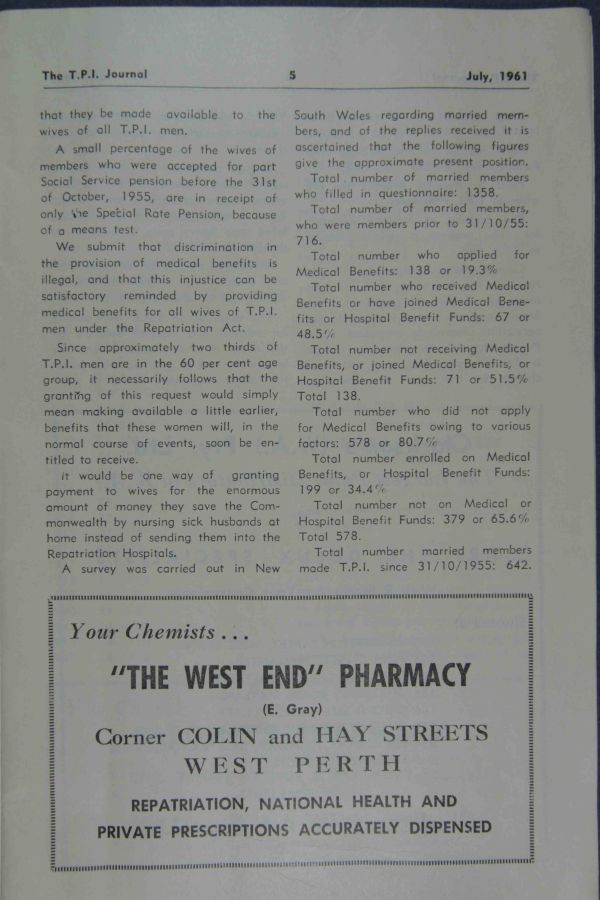 The T.P.I. Journal 5 July, 1961
that they be made available to the
wives of all T.P.I. men.
A small percentage of the wives of
members who were accepted for part
Social Service pension before the 31st
of October, 1955, are in receipt of
only the Special Rate Pension, because
of a means test.
We submit that discrimination in
the provision of medical benefits is
illegal, and that this injustice can be
satisfactory reminded by providing
medical benefits for all wives of T.P.I.
men under the Repatriation Act.
Since approximately two thirds of
T.P.I. men are in the 60 per cent age
group, it necessarily follows that the
granting of this request would simply
mean making available a little earlier,
benefits that these women will, in the
normal course of events, soon be en-
titled to receive.
It would be one way of granting
payment to wives for the enormous
amount of money they save the Com-
monwealth by nursing sick husbands at
home instead of sending them into the
Repatriation Hospitals.
A survey was carried out in New
South Wales regarding married mem-
bers, and of the replies received it is
ascertained that the following figures
give the approximate present position.
Total number of married members
who filled in questionnaire: 1358.
Total number of married members,
who were members prior to 31/10/55:
716.
Total number who applied for
Medical Benefits: 138 or 19.3%
Total number who received Medical
Benefits or have joined Medical Bene-
fits or Hospital Benefit Funds: 67 or
48.5%
Total number not receiving Medical
Benefits, or joined Medical Benefits, or
Hospital Benefit Funds: 71 or 51.5%
Total 138.
Total number who did not apply
for Medical Benefits owing to various
factors: 578 or 80.7%
Total number enrolled on Medical
Benefits, or Hospital Benefit Funds:
199 or 34.4%
Total number not on Medical or
Hospital Benefit Funds: 379 or 65.6%
Total 578.
Total number married members
made T.P.I. since 31/10/1955: 642.
Your Chemists . . .
"THE WEST END" PHARMACY
(E. Gray)
Corner COLIN and HAY STREETS
WEST PERTH
REPATRIATION, NATIONAL HEALTH AND
PRIVATE PRESCRIPTIONS ACCURATELY DISPENSED